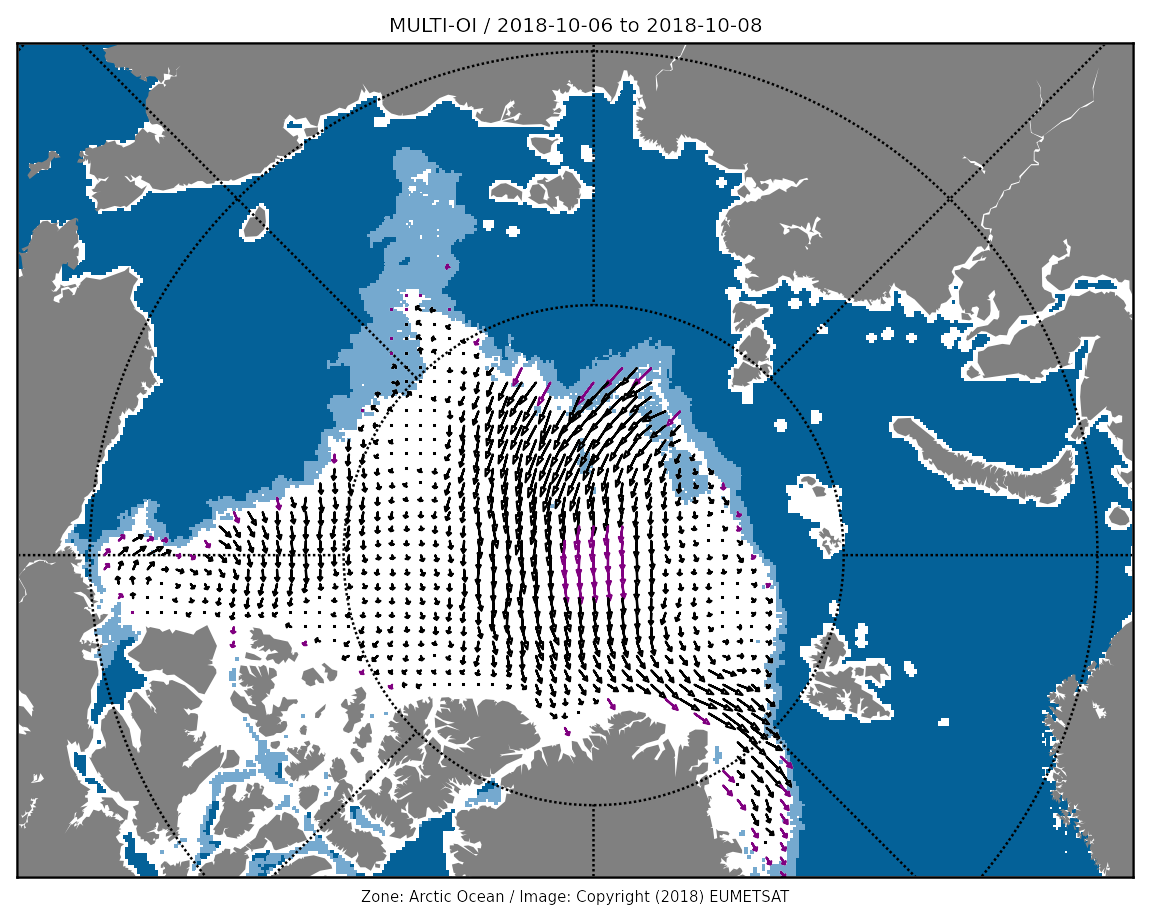 MULTI-OI / 2018-10-06 to 2018-10-08
Zone: Arctic Ocean / Image: Copyright (2018) EUMETSAT